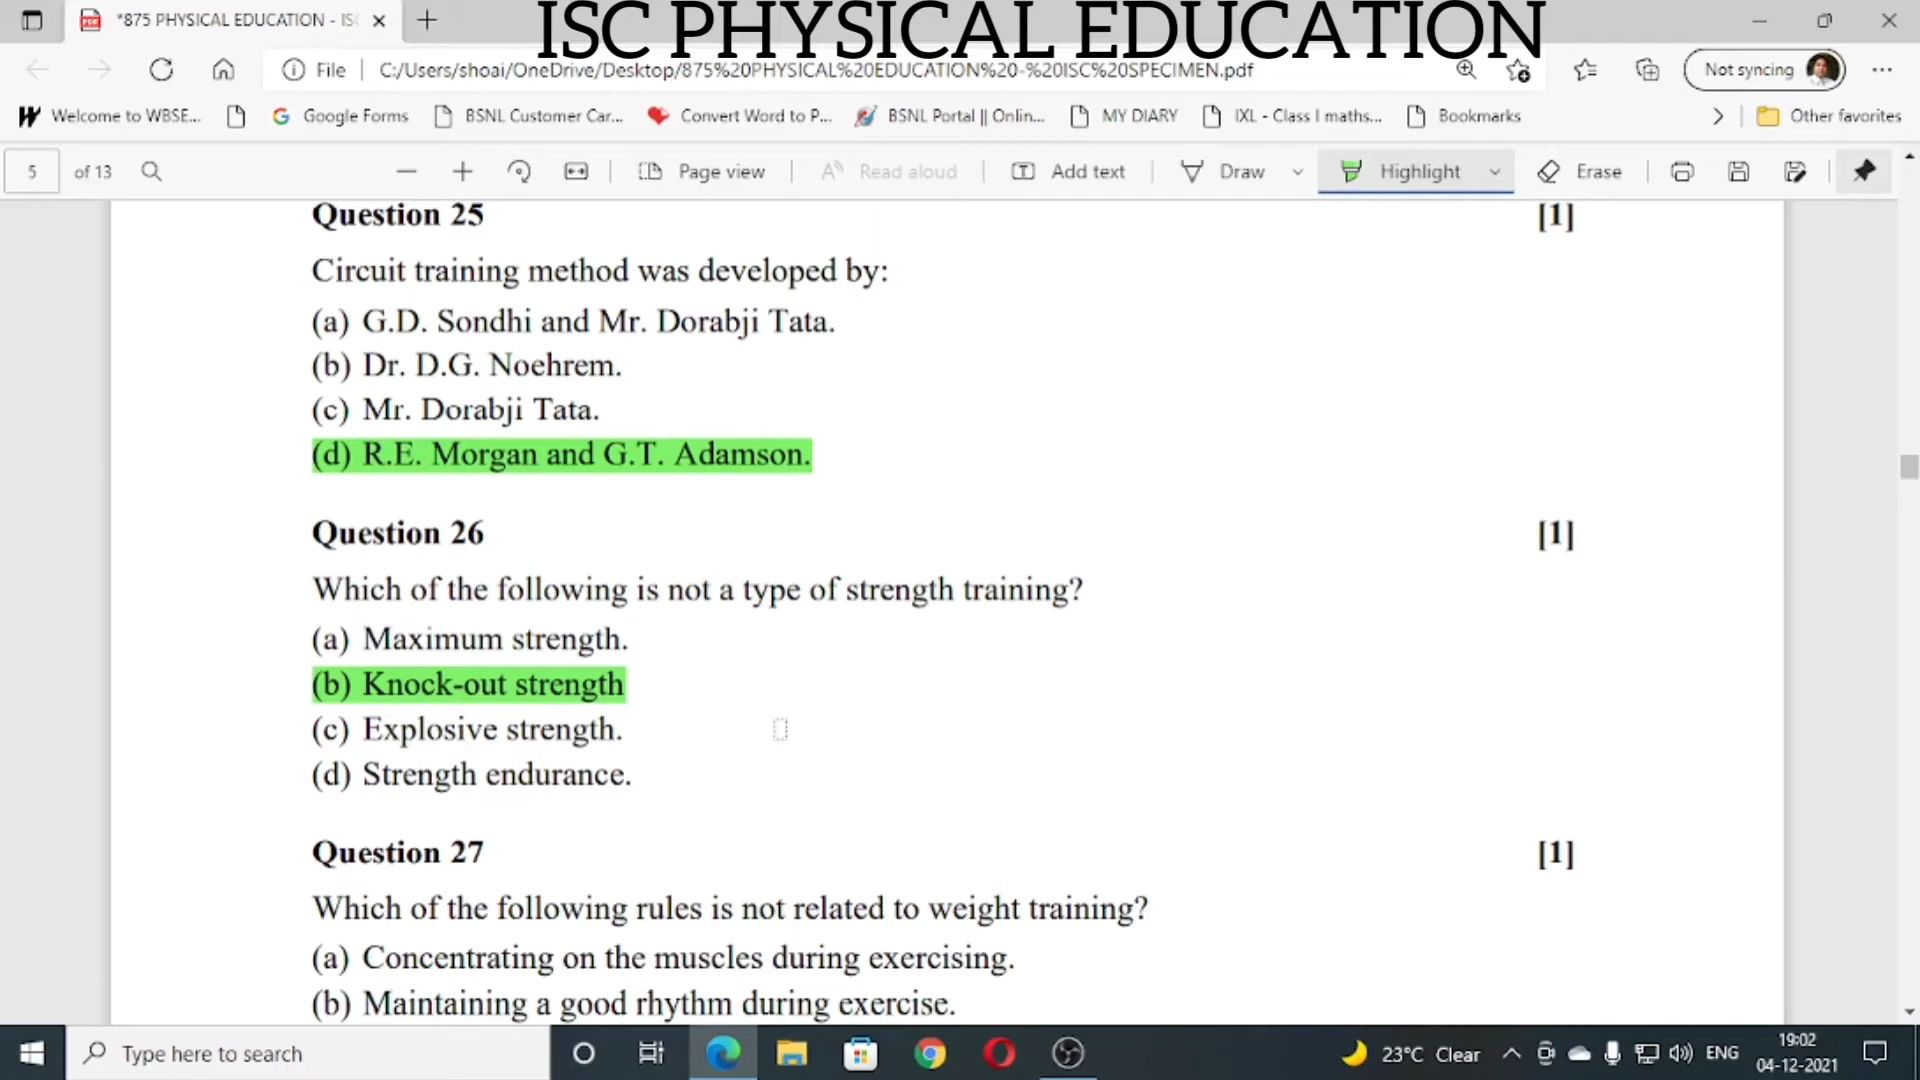 *875 PHYSICAL EDUCATION - ISC
ISC PHYSICAL EDUCATION
File
C:/Users/shoai/OneDrive/Desktop/875%20PHYSICAL%20EDUCATION%20-%20ISC%20SPECIMEN.pdf
Not syncing
Welcome to WBSE...
Google Forms
BSNL Customer Car...
Convert Word to P...
BSNL Portal || Onlin...
MY DIARY
IXL - Class I maths...
Bookmarks
Other favorites
5 of 13
Page view
Read aloud
Add text
Draw
Highlight
Erase
Question 25 [1]
Circuit training method was developed by:
(a) G.D. Sondhi and Mr. Dorabji Tata.
(b) Dr. D.G. Noehrem.
(c) Mr. Dorabji Tata.
(d) R.E. Morgan and G.T. Adamson.
Question 26 [1]
Which of the following is not a type of strength training?
(a) Maximum strength.
(b) Knock-out strength
(c) Explosive strength.
(d) Strength endurance.
Question 27 [1]
Which of the following rules is not related to weight training?
(a) Concentrating on the muscles during exercising.
(b) Maintaining a good rhythm during exercise.
Type here to search
23°C Clear
ENG
19:02
04-12-2021